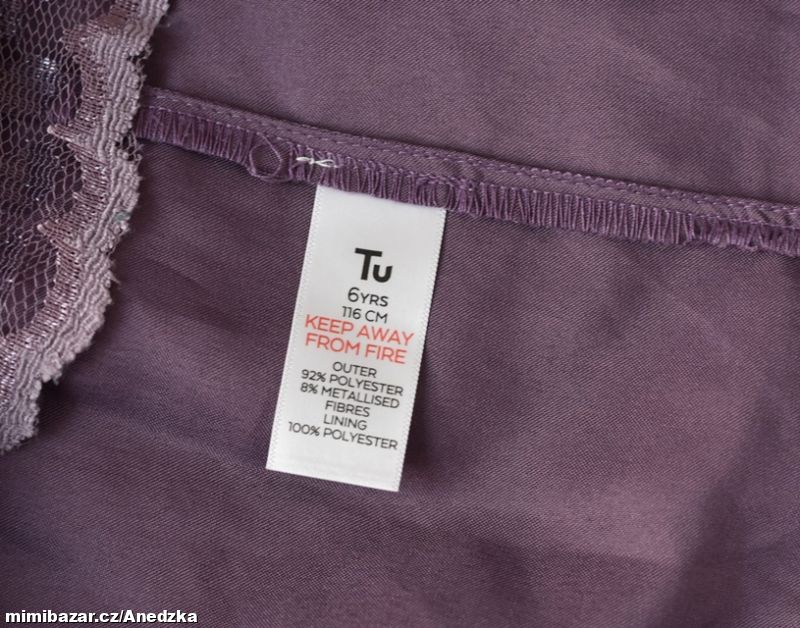 Tu
6YRS
116 CM
KEEP AWAY
FROM FIRE
OUTER
92% POLYESTER
8% METALLISED
FIBRES
LINING
100% POLYESTER
mimibazar.cz/Anedzka